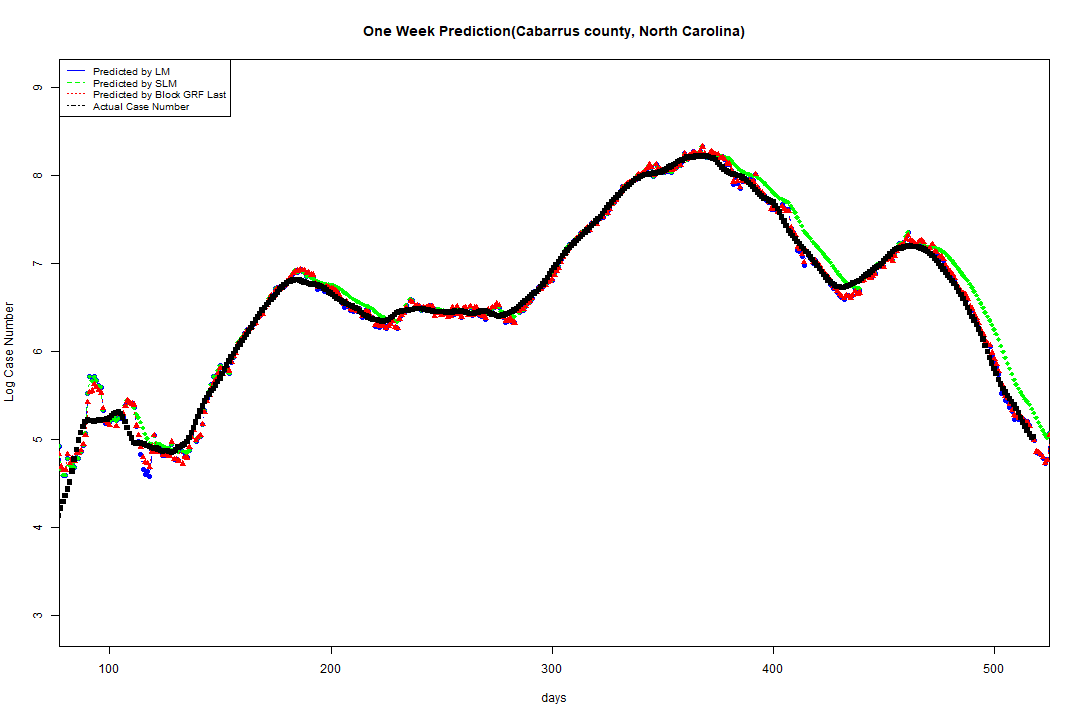 One Week Prediction(Cabarrus county, North Carolina)
Predicted by LM
Predicted by SLM
Predicted by Block GRF Last
Actual Case Number
9
8
7
6
5
4
3
Log Case Number
100 200 300 400 500
days